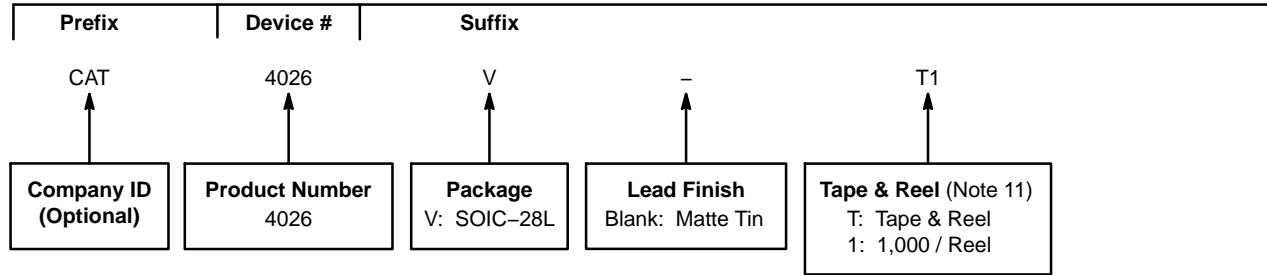 Prefix Device # Suffix
CAT 4026 V – T1
Company ID
(Optional)
Product Number
4026
Package
V: SOIC–28L
Lead Finish
Blank: Matte Tin
Tape & Reel (Note 11)
T: Tape & Reel
1: 1,000 / Reel